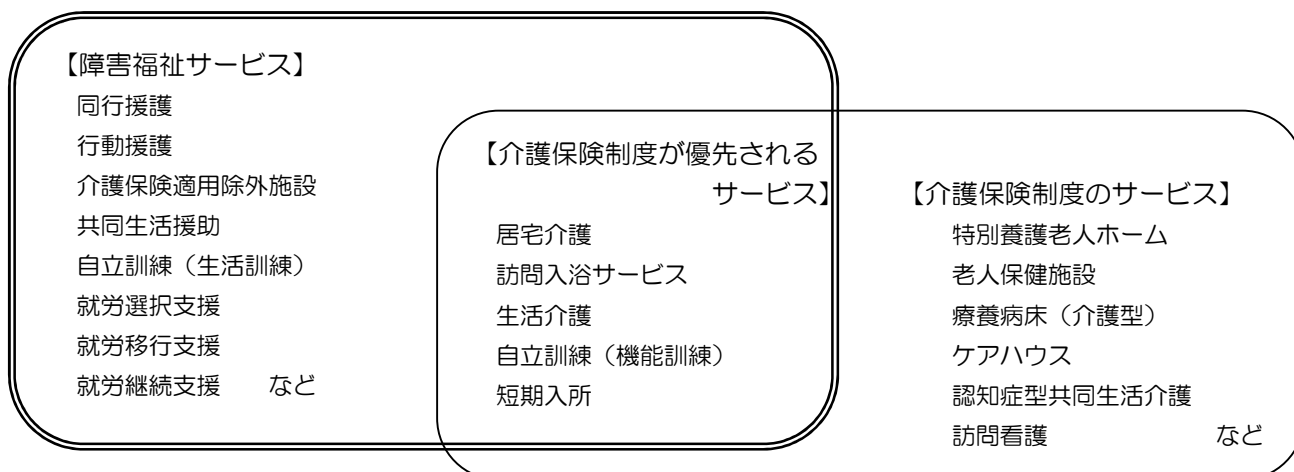 【障害福祉サービス】
同行援護
行動援護
介護保険適用除外施設
共同生活援助
自立訓練（生活訓練）
就労選択支援
就労移行支援
就労継続支援　　など
【介護保険制度が優先される
サービス】
居宅介護
訪問入浴サービス
生活介護
自立訓練（機能訓練）
短期入所
【介護保険制度のサービス】
特別養護老人ホーム
老人保健施設
療養病床（介護型）
ケアハウス
認知症型共同生活介護
訪問看護　　　　　　　など